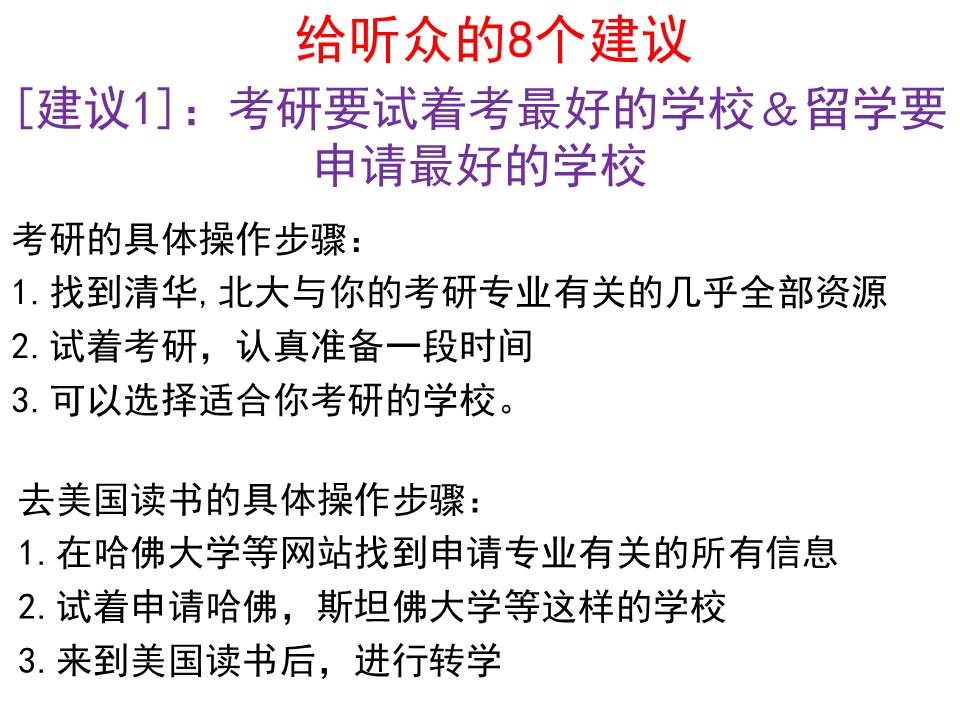 给听众的8个建议
[建议1]：考研要试着考最好的学校＆留学要
申请最好的学校
考研的具体操作步骤：
1.找到清华,北大与你的考研专业有关的几乎全部资源
2.试着考研，认真准备一段时间
3.可以选择适合你考研的学校。
去美国读书的具体操作步骤：
1.在哈佛大学等网站找到申请专业有关的所有信息
2.试着申请哈佛，斯坦佛大学等这样的学校
3.来到美国读书后，进行转学